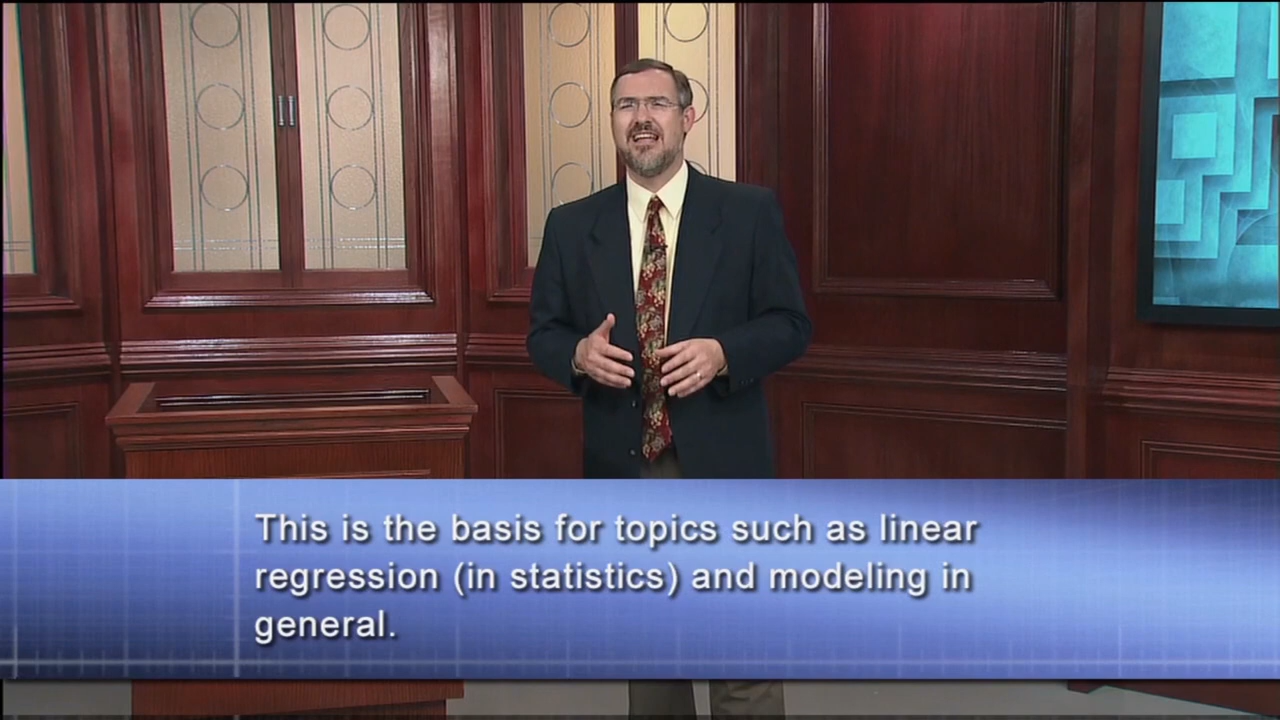 This is the basis for topics such as linear
regression (in statistics) and modeling in
general.